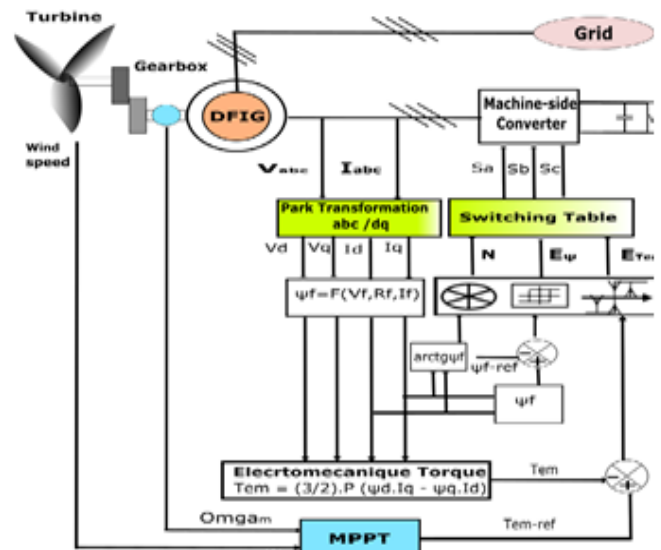 Turbine
Gearbox
Grid
DFIG
Wind
speed
Machine-side
Converter
Vabc
Iabc
Sa Sb Sc
Park Transformation
abc /dq
Switching Table
Vd Vq Id Iq
N Eψ
ψf=F(Vf,Rf,If)
arctgψf
ψf-ref
ψf
Elecrtomecanique Torque
Tem = (3/2).P (ψd.Iq - ψq.Id)
Tem
Omgam
MPPT
Tem-ref